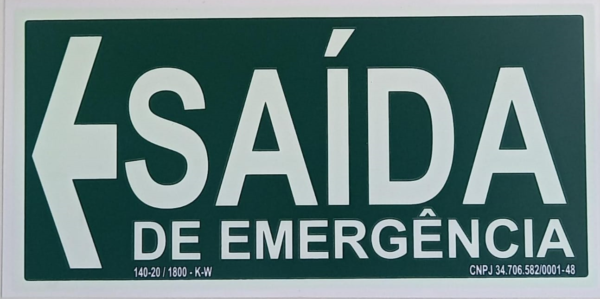 SAÍDA
DE EMERGÊNCIA
140-20 / 1800 - K-W CNPJ 34.706.582/0001-48